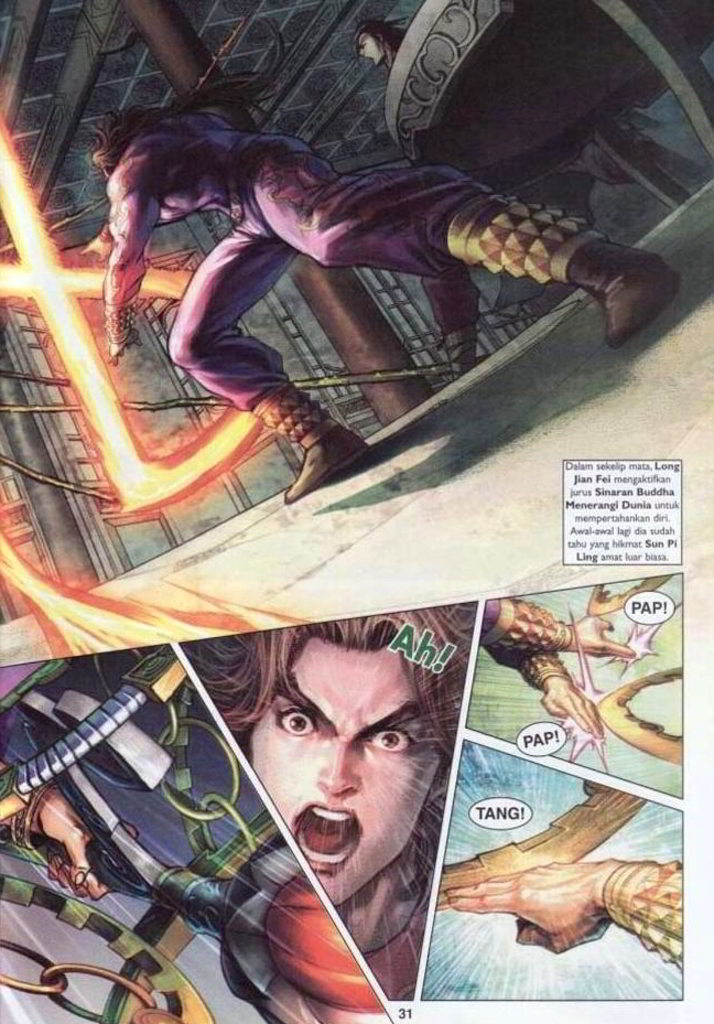 Dalam sekelip mata, Long
Jian Fei mengaktifkan
jurus Sinaran Buddha
Menerangi Dunia untuk
mempertahankan diri.
Awal-awal lagi dia sudah
tahu yang hikmat Sun Pi
Ling amat luar biasa.
Ah!
PAP!
PAP!
TANG!
31